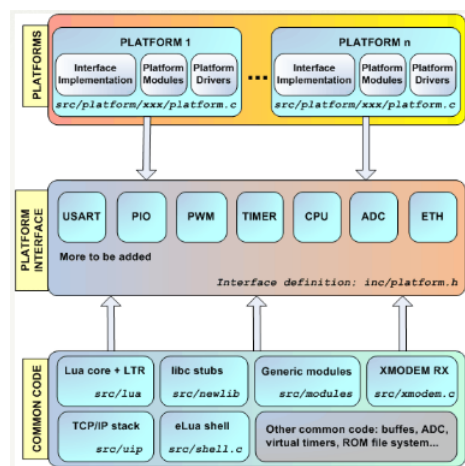 PLATFORMS
PLATFORM 1
Interface
Implementation
Platform
Modules
Platform
Drivers
src/platform/xxx/platform.c
...
PLATFORM n
Interface
Implementation
Platform
Modules
Platform
Drivers
src/platform/xxx/platform.c
PLATFORM
INTERFACE
USART
PIO
PWM
TIMER
CPU
ADC
ETH
More to be added
Interface definition: inc/platform.h
COMMON CODE
Lua core + LTR
src/lua
libc stubs
src/newlib
Generic modules
src/modules
XMODEM RX
src/xmodem.c
TCP/IP stack
src/uip
eLua shell
src/shell.c
Other common code: buffes, ADC,
virtual timers, ROM file system...